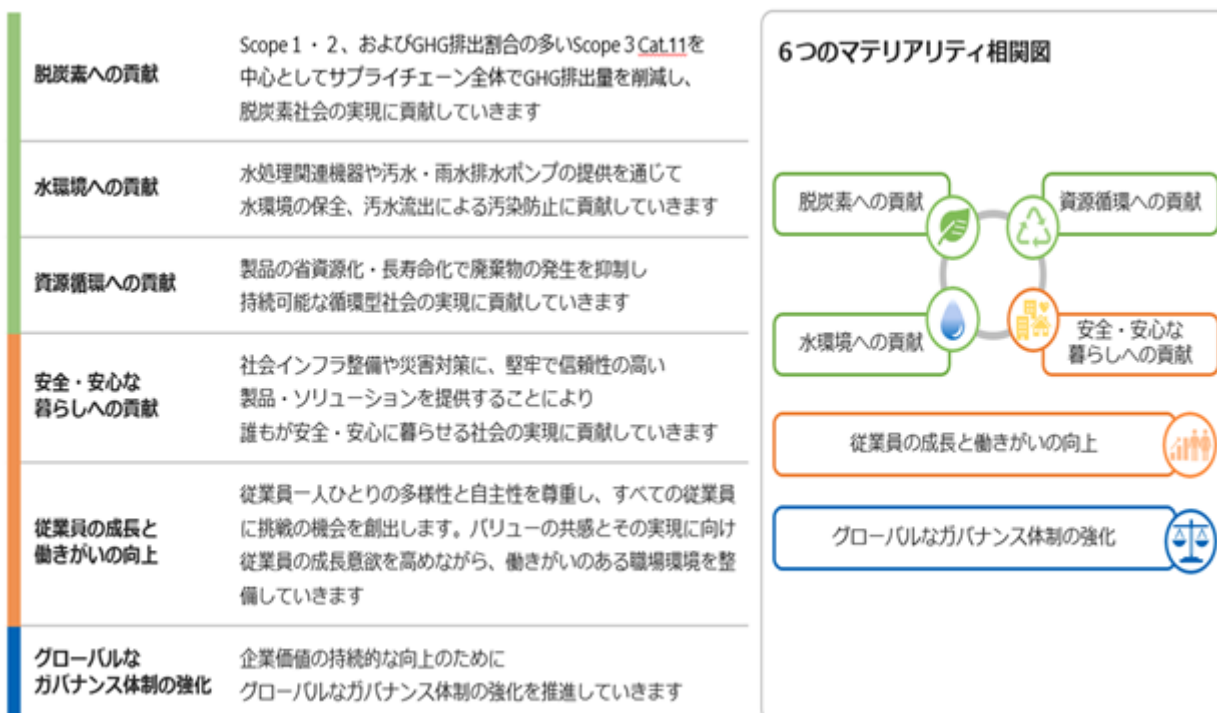 脱炭素への貢献
Scope 1・2、およびGHG排出割合の多いScope 3 Cat.11を
中心としてサプライチェーン全体でGHG排出量を削減し、
脱炭素社会の実現に貢献していきます
水環境への貢献
水処理関連機器や汚水・雨水排水ポンプの提供を通じて
水環境の保全、汚水流出による汚染防止に貢献していきます
資源循環への貢献
製品の省資源化・長寿命化で廃棄物の発生を抑制し
持続可能な循環型社会の実現に貢献していきます
安全・安心な
暮らしへの貢献
社会インフラ整備や災害対策に、堅牢で信頼性の高い
製品・ソリューションを提供することにより
誰もが安全・安心に暮らせる社会の実現に貢献していきます
従業員の成長と
働きがいの向上
従業員一人ひとりの多様性と自主性を尊重し、すべての従業員
に挑戦の機会を創出します。バリューの共感とその実現に向け
従業員の成長意欲を高めながら、働きがいのある職場環境を整
備していきます
グローバルな
ガバナンス体制の強化
企業価値の持続的な向上のために
グローバルなガバナンス体制の強化を推進していきます
6つのマテリアリティ相関図
脱炭素への貢献
資源循環への貢献
水環境への貢献
安全・安心な
暮らしへの貢献
従業員の成長と働きがいの向上
グローバルなガバナンス体制の強化